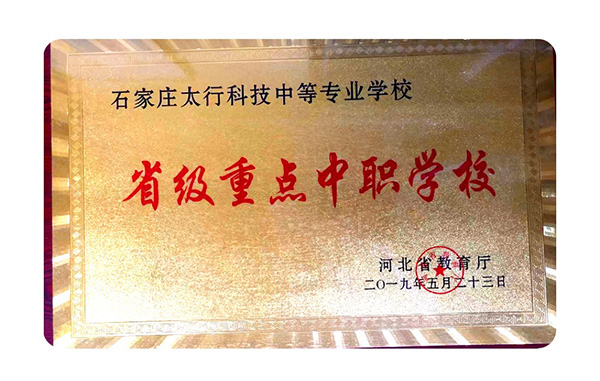 石家庄太行科技中等专业学校
省级重点中职学校
河北省教育厅
二〇一九年五月二十三日